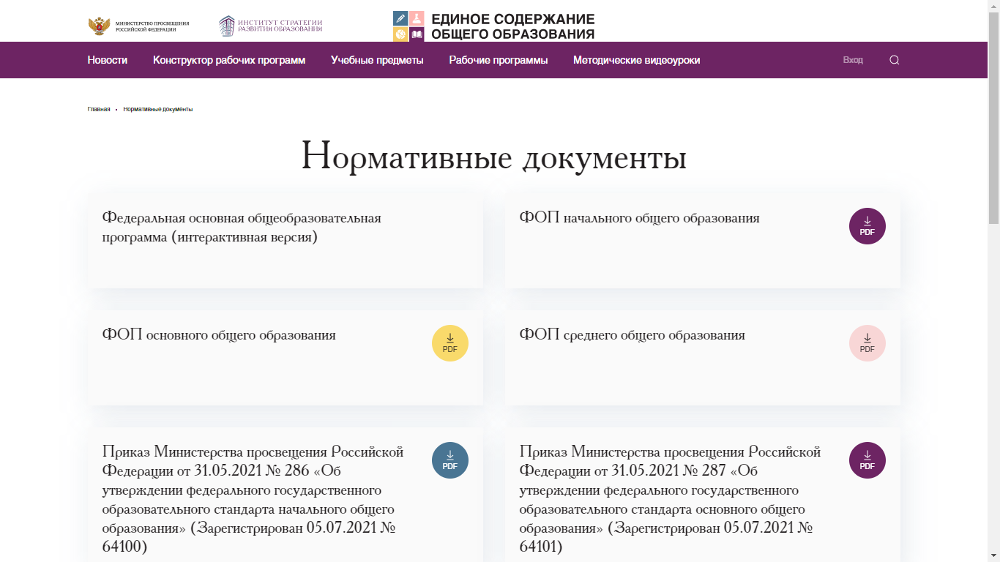 МИНИСТЕРСТВО ПРОСВЕЩЕНИЯ
РОССИЙСКОЙ ФЕДЕРАЦИИ
ИНСТИТУТ СТРАТЕГИИ
РАЗВИТИЯ ОБРАЗОВАНИЯ
ЕДИНОЕ СОДЕРЖАНИЕ
ОБЩЕГО ОБРАЗОВАНИЯ
Новости Конструктор рабочих программ Учебные предметы Рабочие программы Методические видеоуроки Вход
Главная • Нормативные документы
Нормативные документы
Федеральная основная общеобразовательная
программа (интерактивная версия)
ФОП начального общего образования
PDF
ФОП основного общего образования
PDF
ФОП среднего общего образования
PDF
Приказ Министерства просвещения Российской
Федерации от 31.05.2021 № 286 «Об
утверждении федерального государственного
образовательного стандарта начального общего
образования» (Зарегистрирован 05.07.2021 №
64100)
PDF
Приказ Министерства просвещения Российской
Федерации от 31.05.2021 № 287 «Об
утверждении федерального государственного
образовательного стандарта основного общего
образования» (Зарегистрирован 05.07.2021 №
64101)
PDF